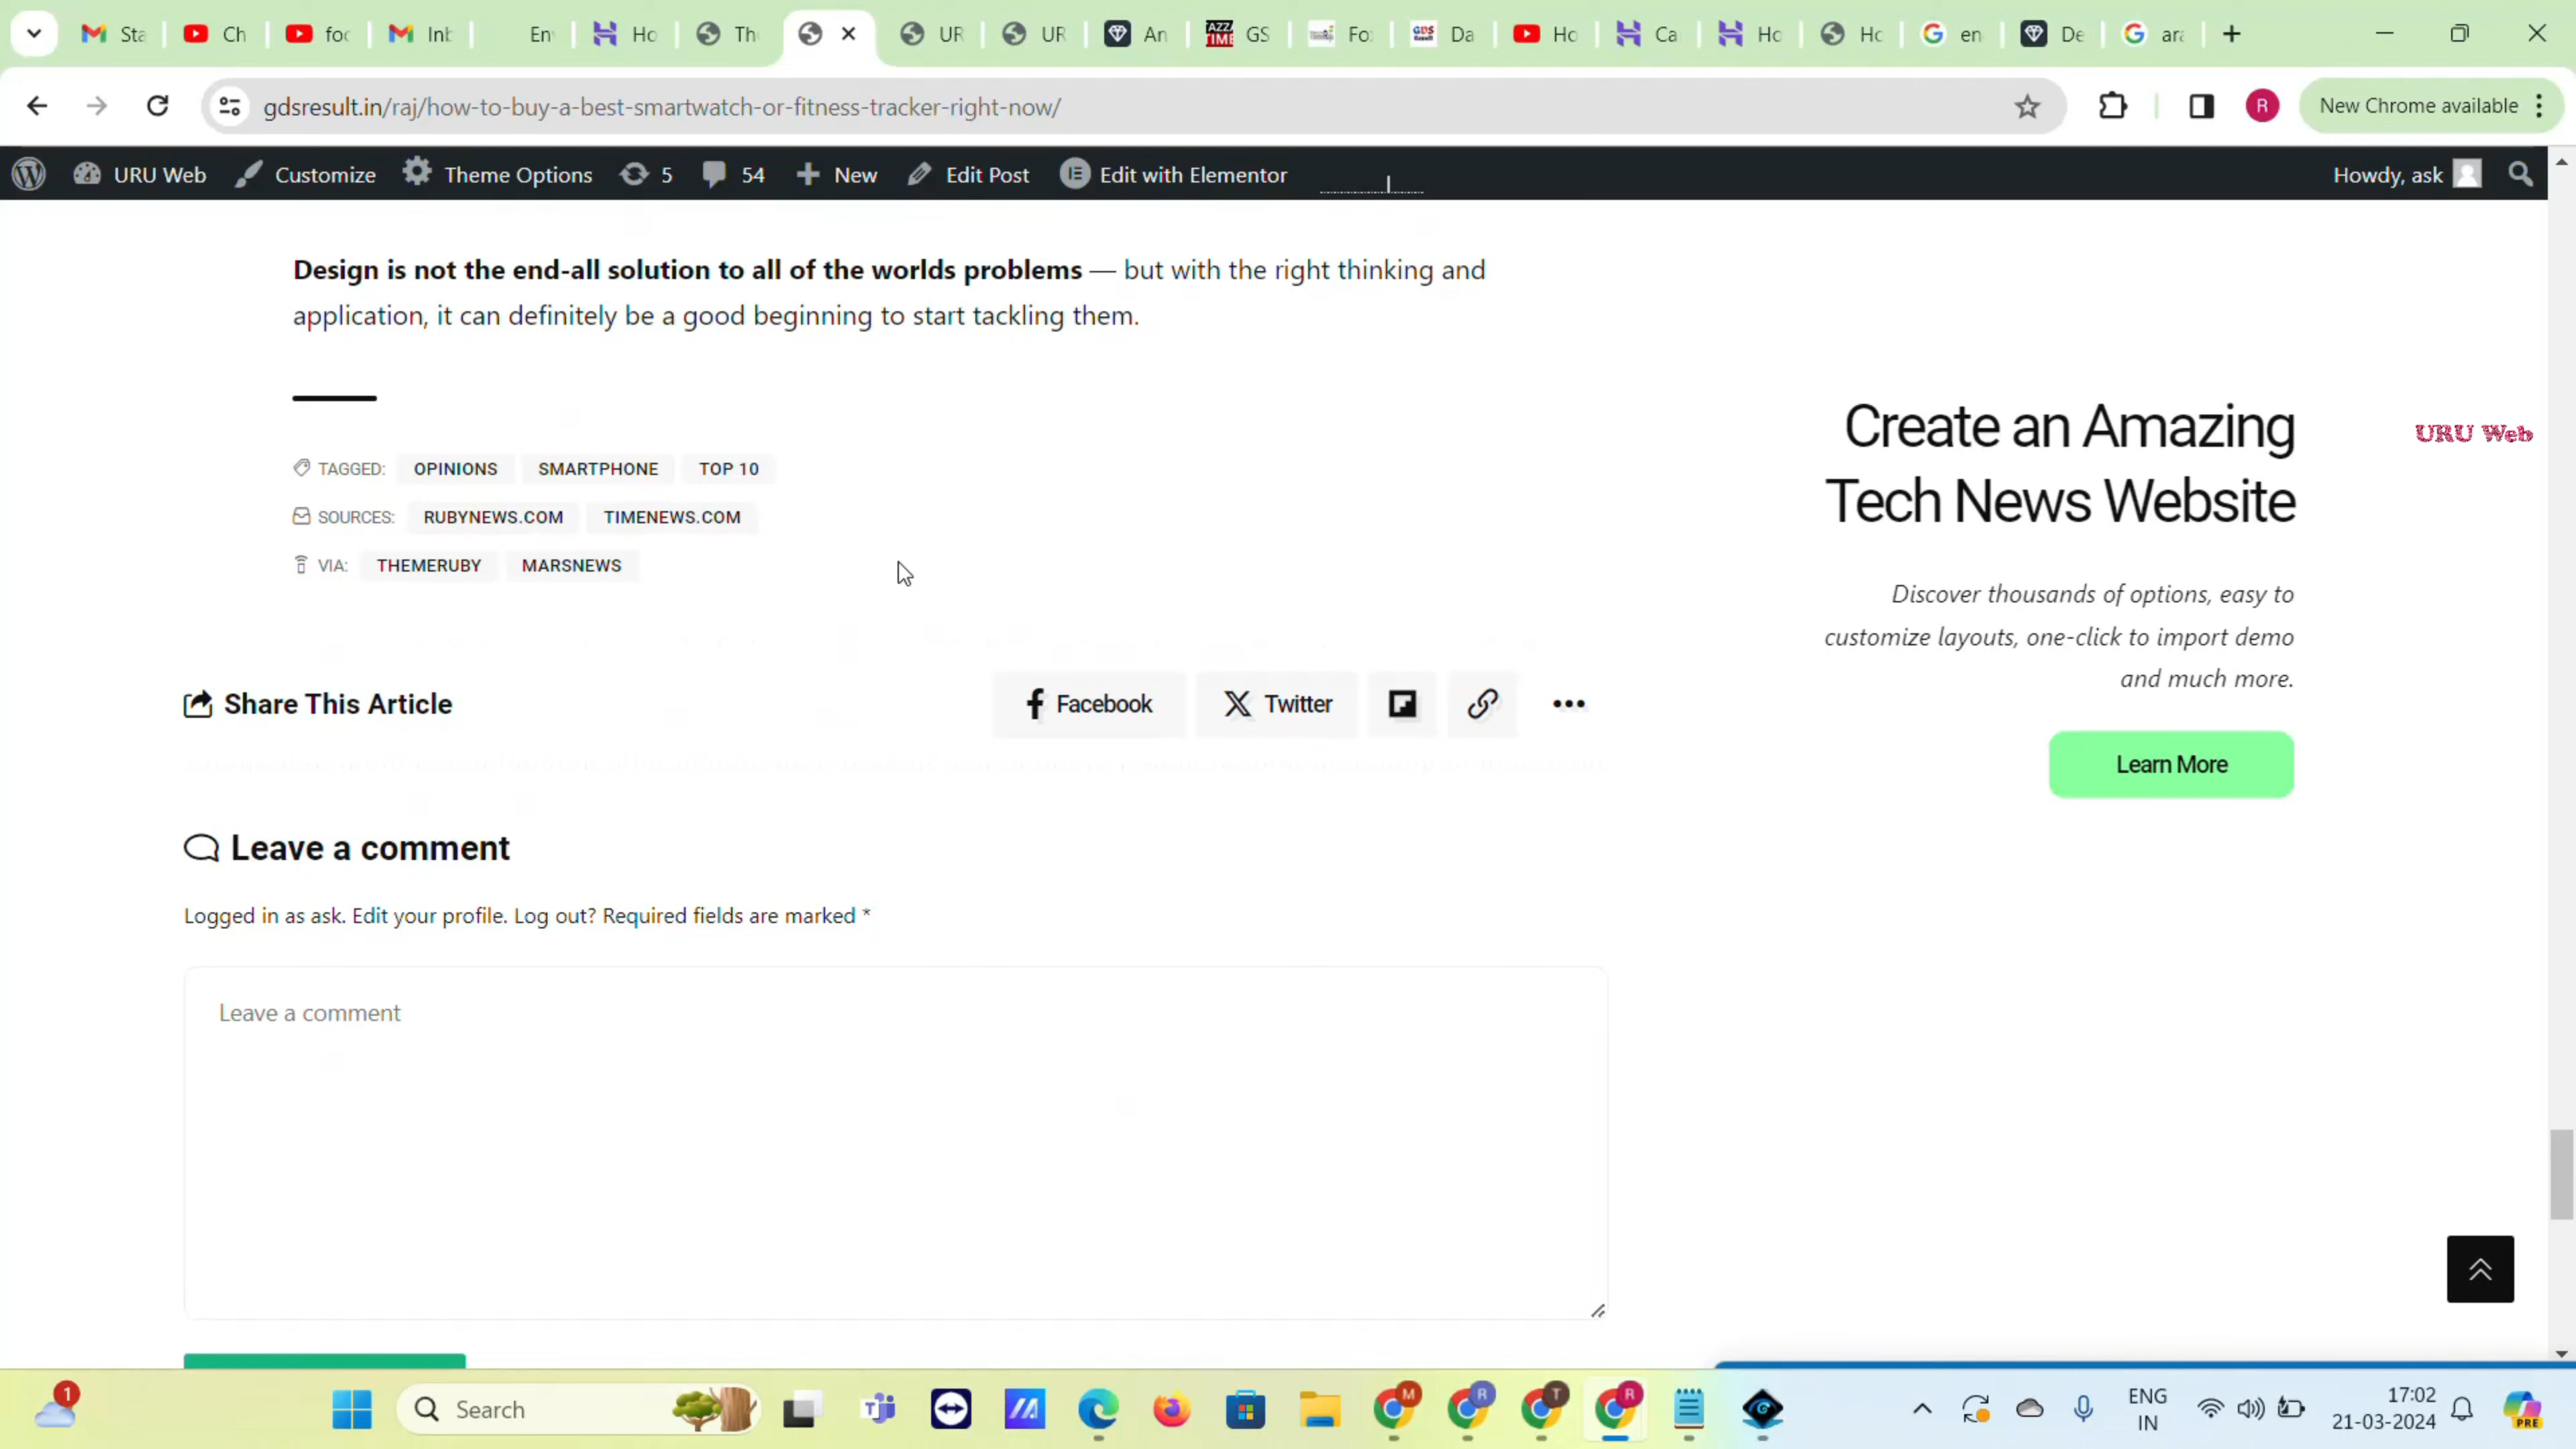 Sta
Ch
foc
Inb
En
Ho
Th
UR
UR
An
GS
Fo
Da
Ho
Ca
Ho
Ho
en
De
ara
gdsresult.in/raj/how-to-buy-a-best-smartwatch-or-fitness-tracker-right-now/
R
New Chrome available
URU Web
Customize
Theme Options
5
54
New
Edit Post
Edit with Elementor
Howdy, ask
Design is not the end-all solution to all of the worlds problems — but with the right thinking and
application, it can definitely be a good beginning to start tackling them.
TAGGED: OPINIONS SMARTPHONE TOP 10
SOURCES: RUBYNEWS.COM TIMENEWS.COM
VIA: THEMERUBY MARSNEWS
Create an Amazing
Tech News Website
URU Web
Discover thousands of options, easy to
customize layouts, one-click to import demo
and much more.
Learn More
Share This Article
Facebook
Twitter
Leave a comment
Logged in as ask. Edit your profile. Log out? Required fields are marked *
Leave a comment
1
Search
M
R
T
R
ENG
IN
17:02
21-03-2024
PRE